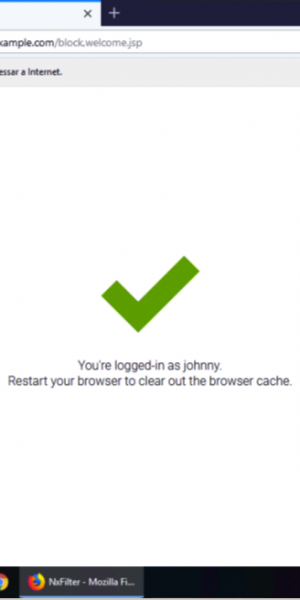 xample.com/block,welcome.jsp
essar a Internet.
You're logged-in as johnny.
Restart your browser to clear out the browser cache.
NxFilter - Mozilla Fi...